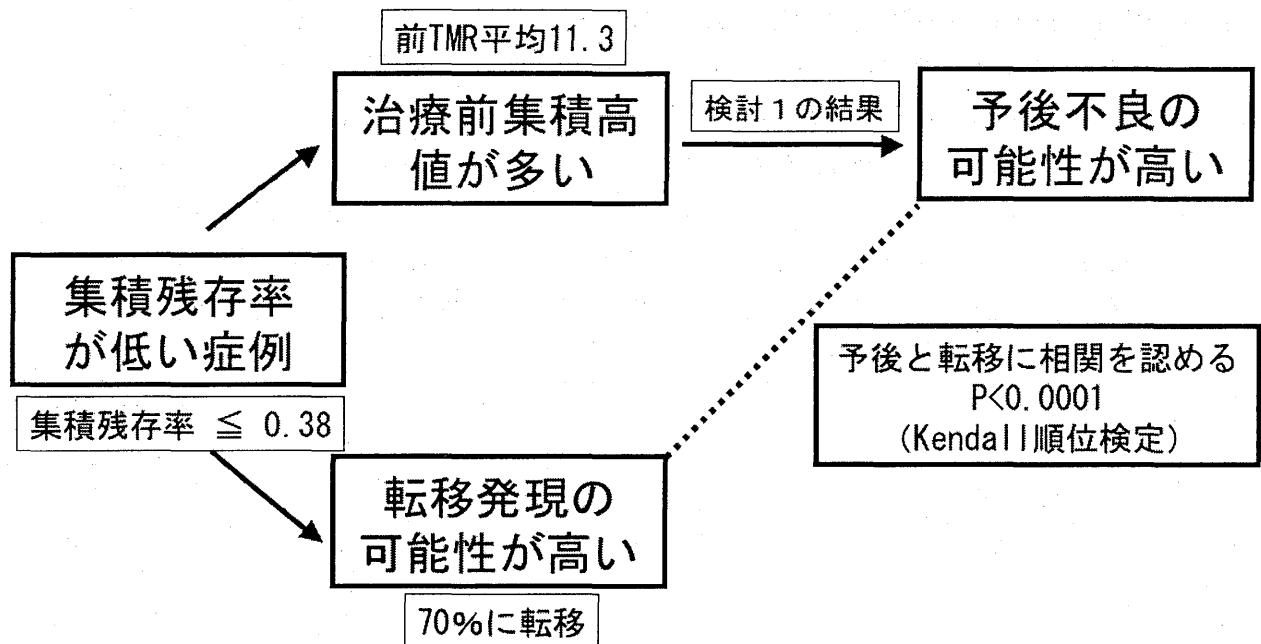 前TMR平均11.3
治療前集積高
値が多い
検討1の結果
予後不良の
可能性が高い
集積残存率
が低い症例
集積残存率 ≦ 0.38
予後と転移に相関を認める
P<0.0001
(Kendall順位検定)
転移発現の
可能性が高い
70%に転移